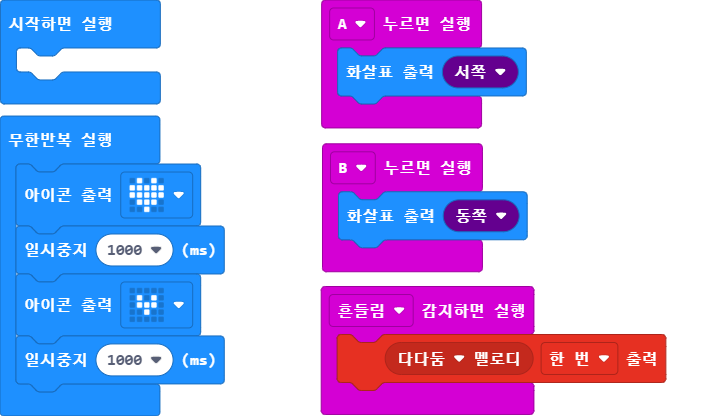 시작하면 실행
무한반복 실행
아이콘 출력
일시중지 1000 (ms)
아이콘 출력
일시중지 1000 (ms)
A 누르면 실행
화살표 출력 서쪽
B 누르면 실행
화살표 출력 동쪽
흔들림 감지하면 실행
다다둠 멜로디 한 번 출력